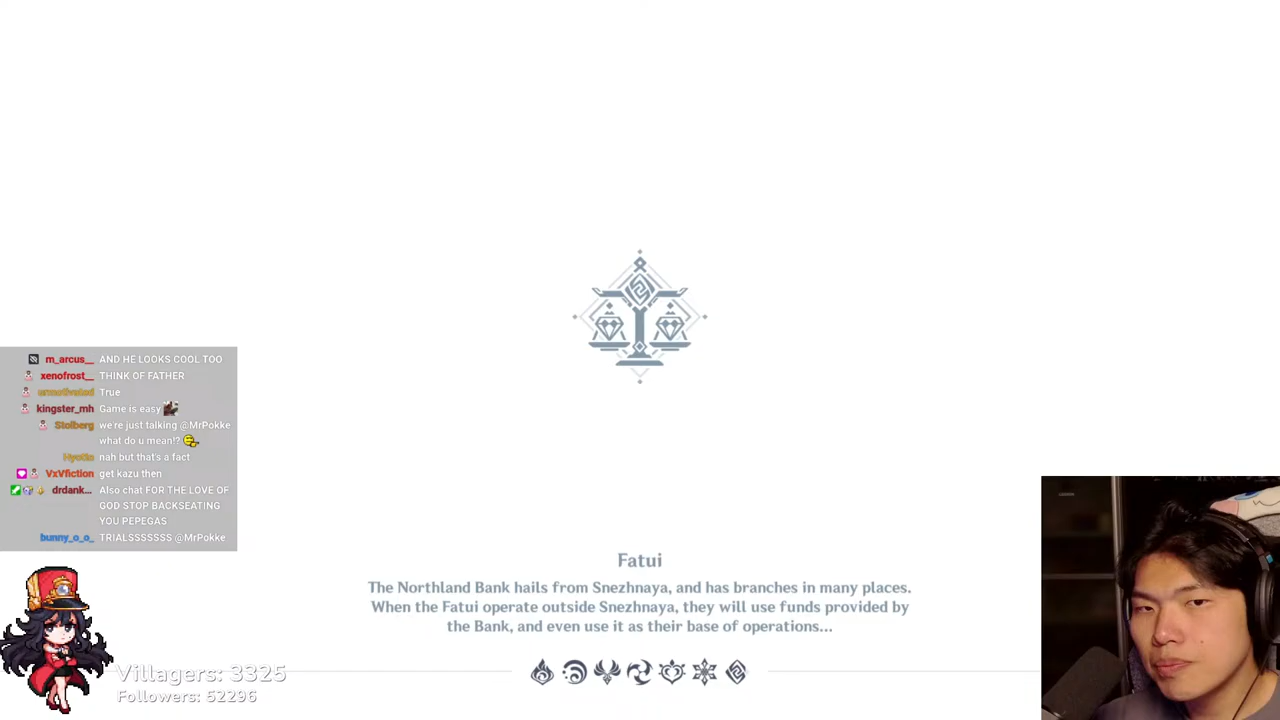 m_arcus__ AND HE LOOKS COOL TOO
xenofrost__ THINK OF FATHER
unmotivated True
kingster_mh Game is easy
Stolberg we're just talking @MrPokke
what do u mean!?
nah but that's a fact
VxVfiction get kazu then
drdank... Also chat FOR THE LOVE OF
GOD STOP BACKSEATING
YOU PEPEGAS
bunny_o_o_ TRIALSSSSSS @MrPokke
Fatui
The Northland Bank hails from Snezhnaya, and has branches in many places.
When the Fatui operate outside Snezhnaya, they will use funds provided by
the Bank, and even use it as their base of operations...
Villagers: 3325
Followers: 52296